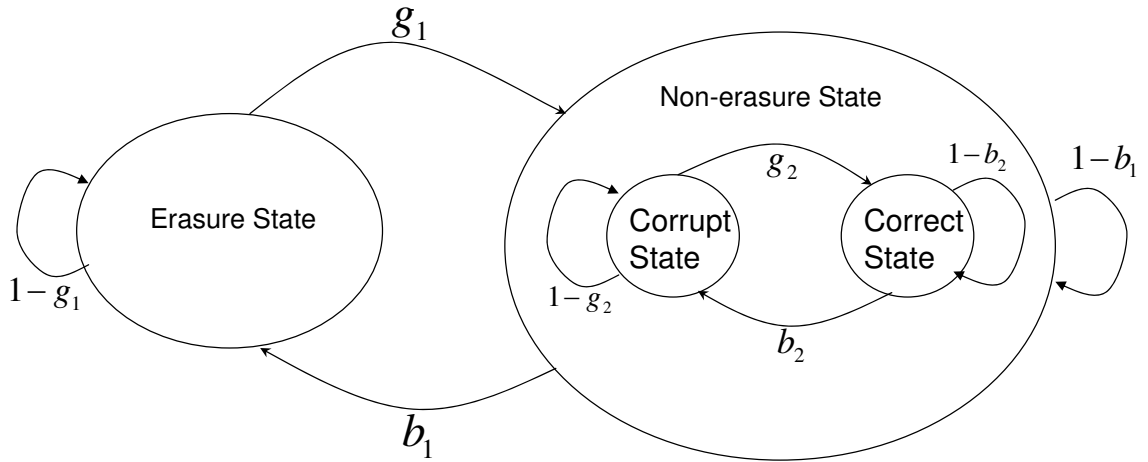 g₁
Non-erasure State
g₂
1−b₂
1−b₁
Erasure State
Corrupt
State
Correct
State
1−g₁
1−g₂
b₂
b₁